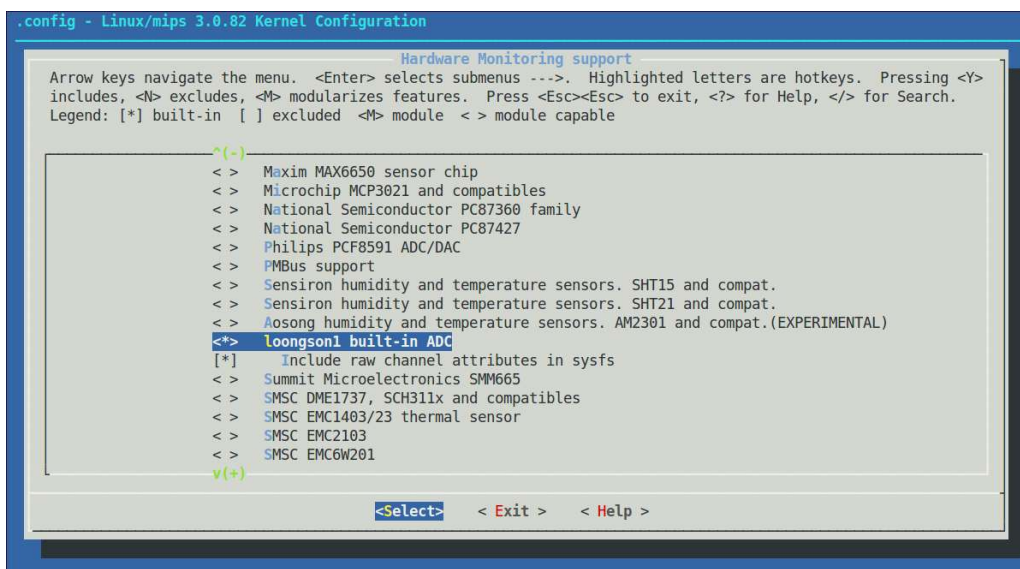 .config - Linux/mips 3.0.82 Kernel Configuration
Hardware Monitoring support
Arrow keys navigate the menu.  <Enter> selects submenus --->.  Highlighted letters are hotkeys.  Pressing <Y>
includes, <N> excludes, <M> modularizes features.  Press <Esc><Esc> to exit, <?> for Help, </> for Search.
Legend: [*] built-in  [ ] excluded  <M> module  < > module capable
^(-)
< >   Maxim MAX6650 sensor chip
< >   Microchip MCP3021 and compatibles
< >   National Semiconductor PC87360 family
< >   National Semiconductor PC87427
< >   Philips PCF8591 ADC/DAC
< >   PMBus support
< >   Sensiron humidity and temperature sensors. SHT15 and compat.
< >   Sensiron humidity and temperature sensors. SHT21 and compat.
< >   Aosong humidity and temperature sensors. AM2301 and compat.(EXPERIMENTAL)
<*>   loongson1 built-in ADC
[*]     Include raw channel attributes in sysfs
< >   Summit Microelectronics SMM665
< >   SMSC DME1737, SCH311x and compatibles
< >   SMSC EMC1403/23 thermal sensor
< >   SMSC EMC2103
< >   SMSC EMC6W201
v(+)
<Select>    < Exit >    < Help >